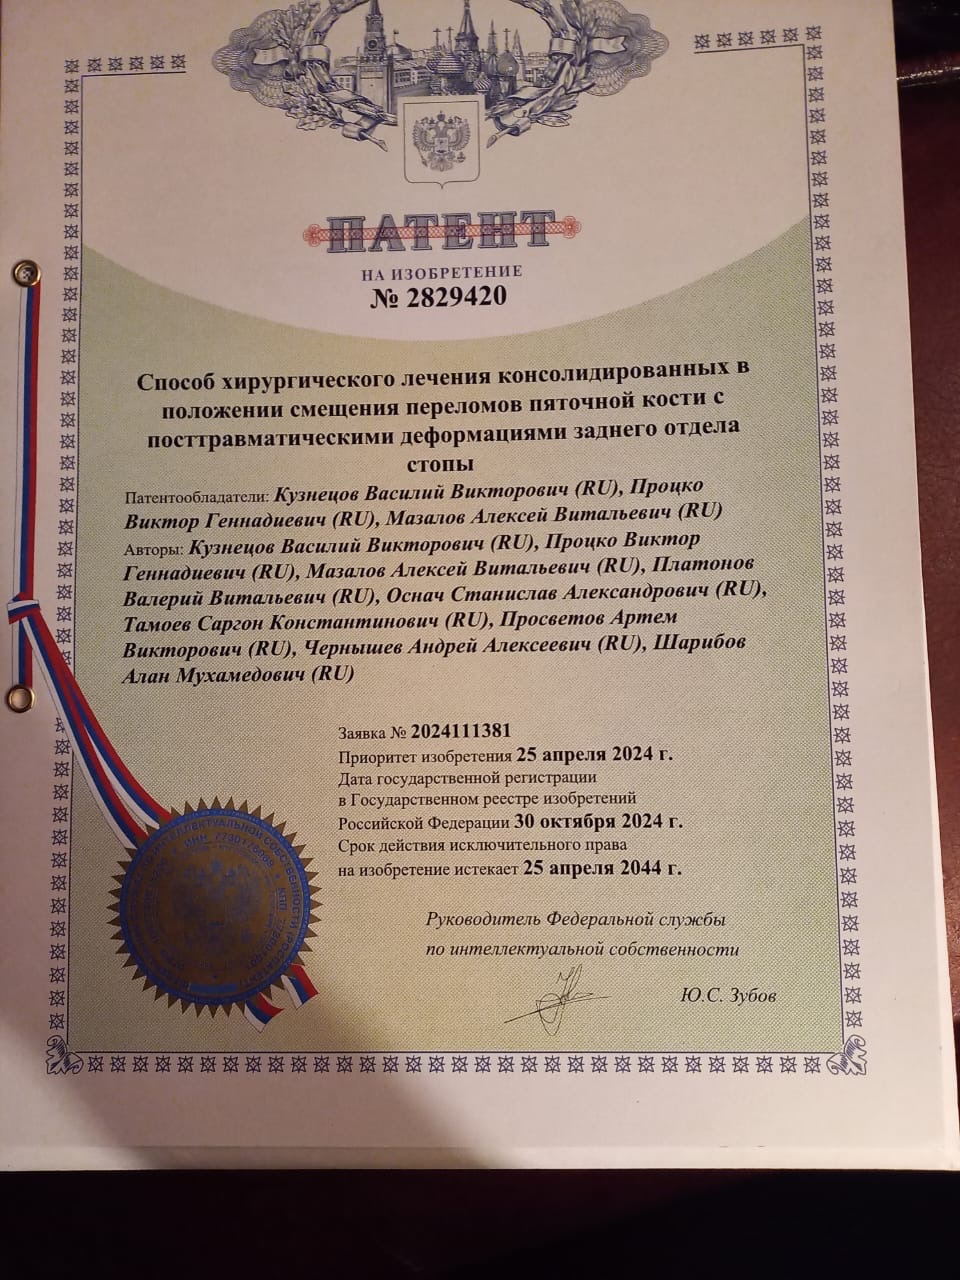 ПАТЕНТ
НА ИЗОБРЕТЕНИЕ
№ 2829420
Способ хирургического лечения консолидированных в
положении смещения переломов пяточной кости с
посттравматическими деформациями заднего отдела
стопы
Патентообладатели: Кузнецов Василий Викторович (RU), Процко
Виктор Геннадиевич (RU), Мазалов Алексей Витальевич (RU)
Авторы: Кузнецов Василий Викторович (RU), Процко Виктор
Геннадиевич (RU), Мазалов Алексей Витальевич (RU), Платонов
Валерий Витальевич (RU), Оснач Станислав Александрович (RU),
Тамоев Саргон Константинович (RU), Просветов Артем
Викторович (RU), Чернышев Андрей Алексеевич (RU), Шарибов
Алан Мухамедович (RU)
Заявка № 2024111381
Приоритет изобретения 25 апреля 2024 г.
Дата государственной регистрации
в Государственном реестре изобретений
Российской Федерации 30 октября 2024 г.
Срок действия исключительного права
на изобретение истекает 25 апреля 2044 г.
Руководитель Федеральной службы
по интеллектуальной собственности
Ю.С. Зубов